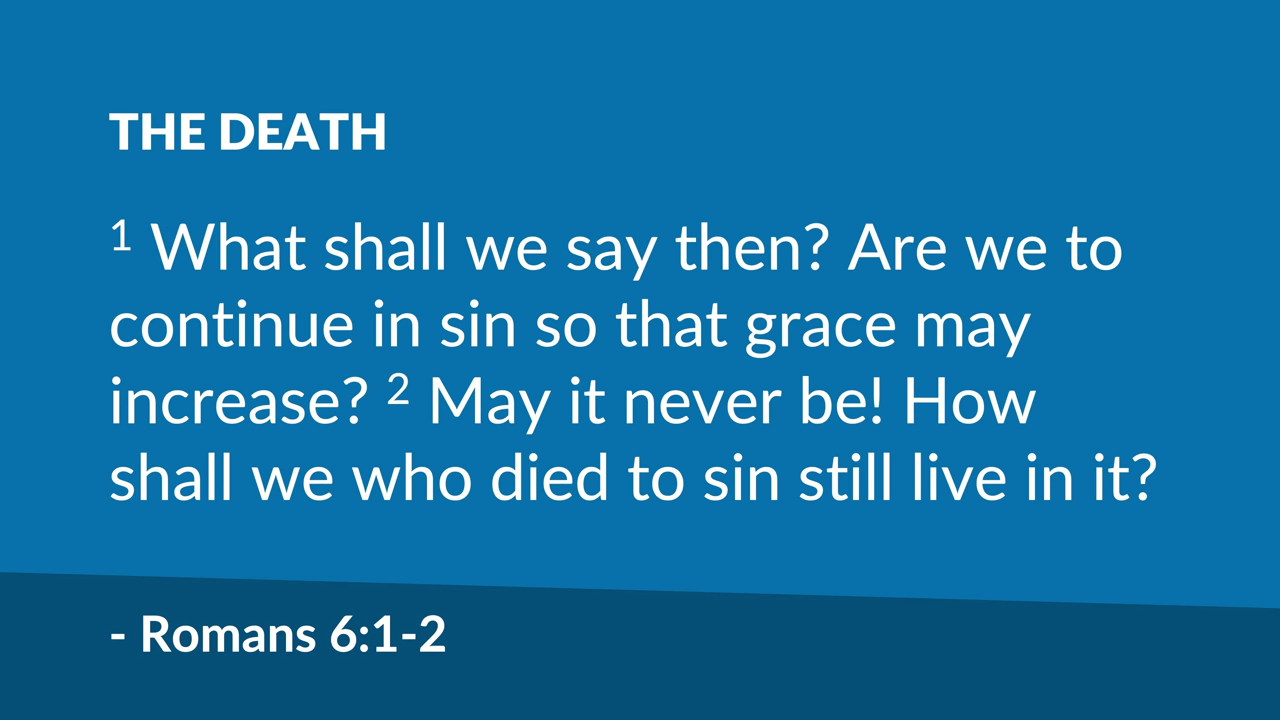 THE DEATH
¹ What shall we say then? Are we to
continue in sin so that grace may
increase? ² May it never be! How
shall we who died to sin still live in it?
- Romans 6:1-2